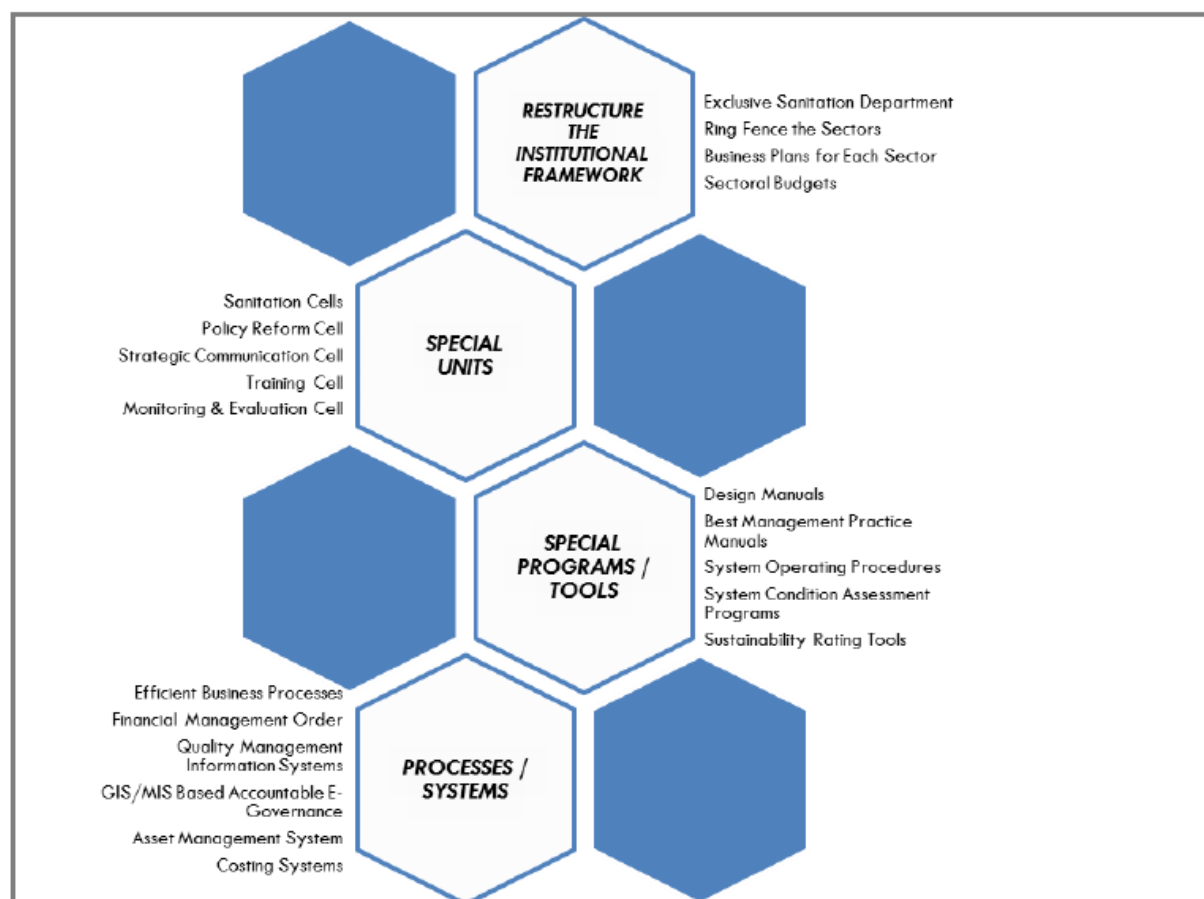 RESTRUCTURE
THE
INSTITUTIONAL
FRAMEWORK
Exclusive Sanitation Department
Ring Fence the Sectors
Business Plans for Each Sector
Sectoral Budgets
Sanitation Cells
Policy Reform Cell
Strategic Communication Cell
Training Cell
Monitoring & Evaluation Cell
SPECIAL
UNITS
Design Manuals
Best Management Practice
Manuals
System Operating Procedures
System Condition Assessment
Programs
Sustainability Rating Tools
SPECIAL
PROGRAMS /
TOOLS
Efficient Business Processes
Financial Management Order
Quality Management
Information Systems
GIS/MIS Based Accountable E-
Governance
Asset Management System
Costing Systems
PROCESSES /
SYSTEMS